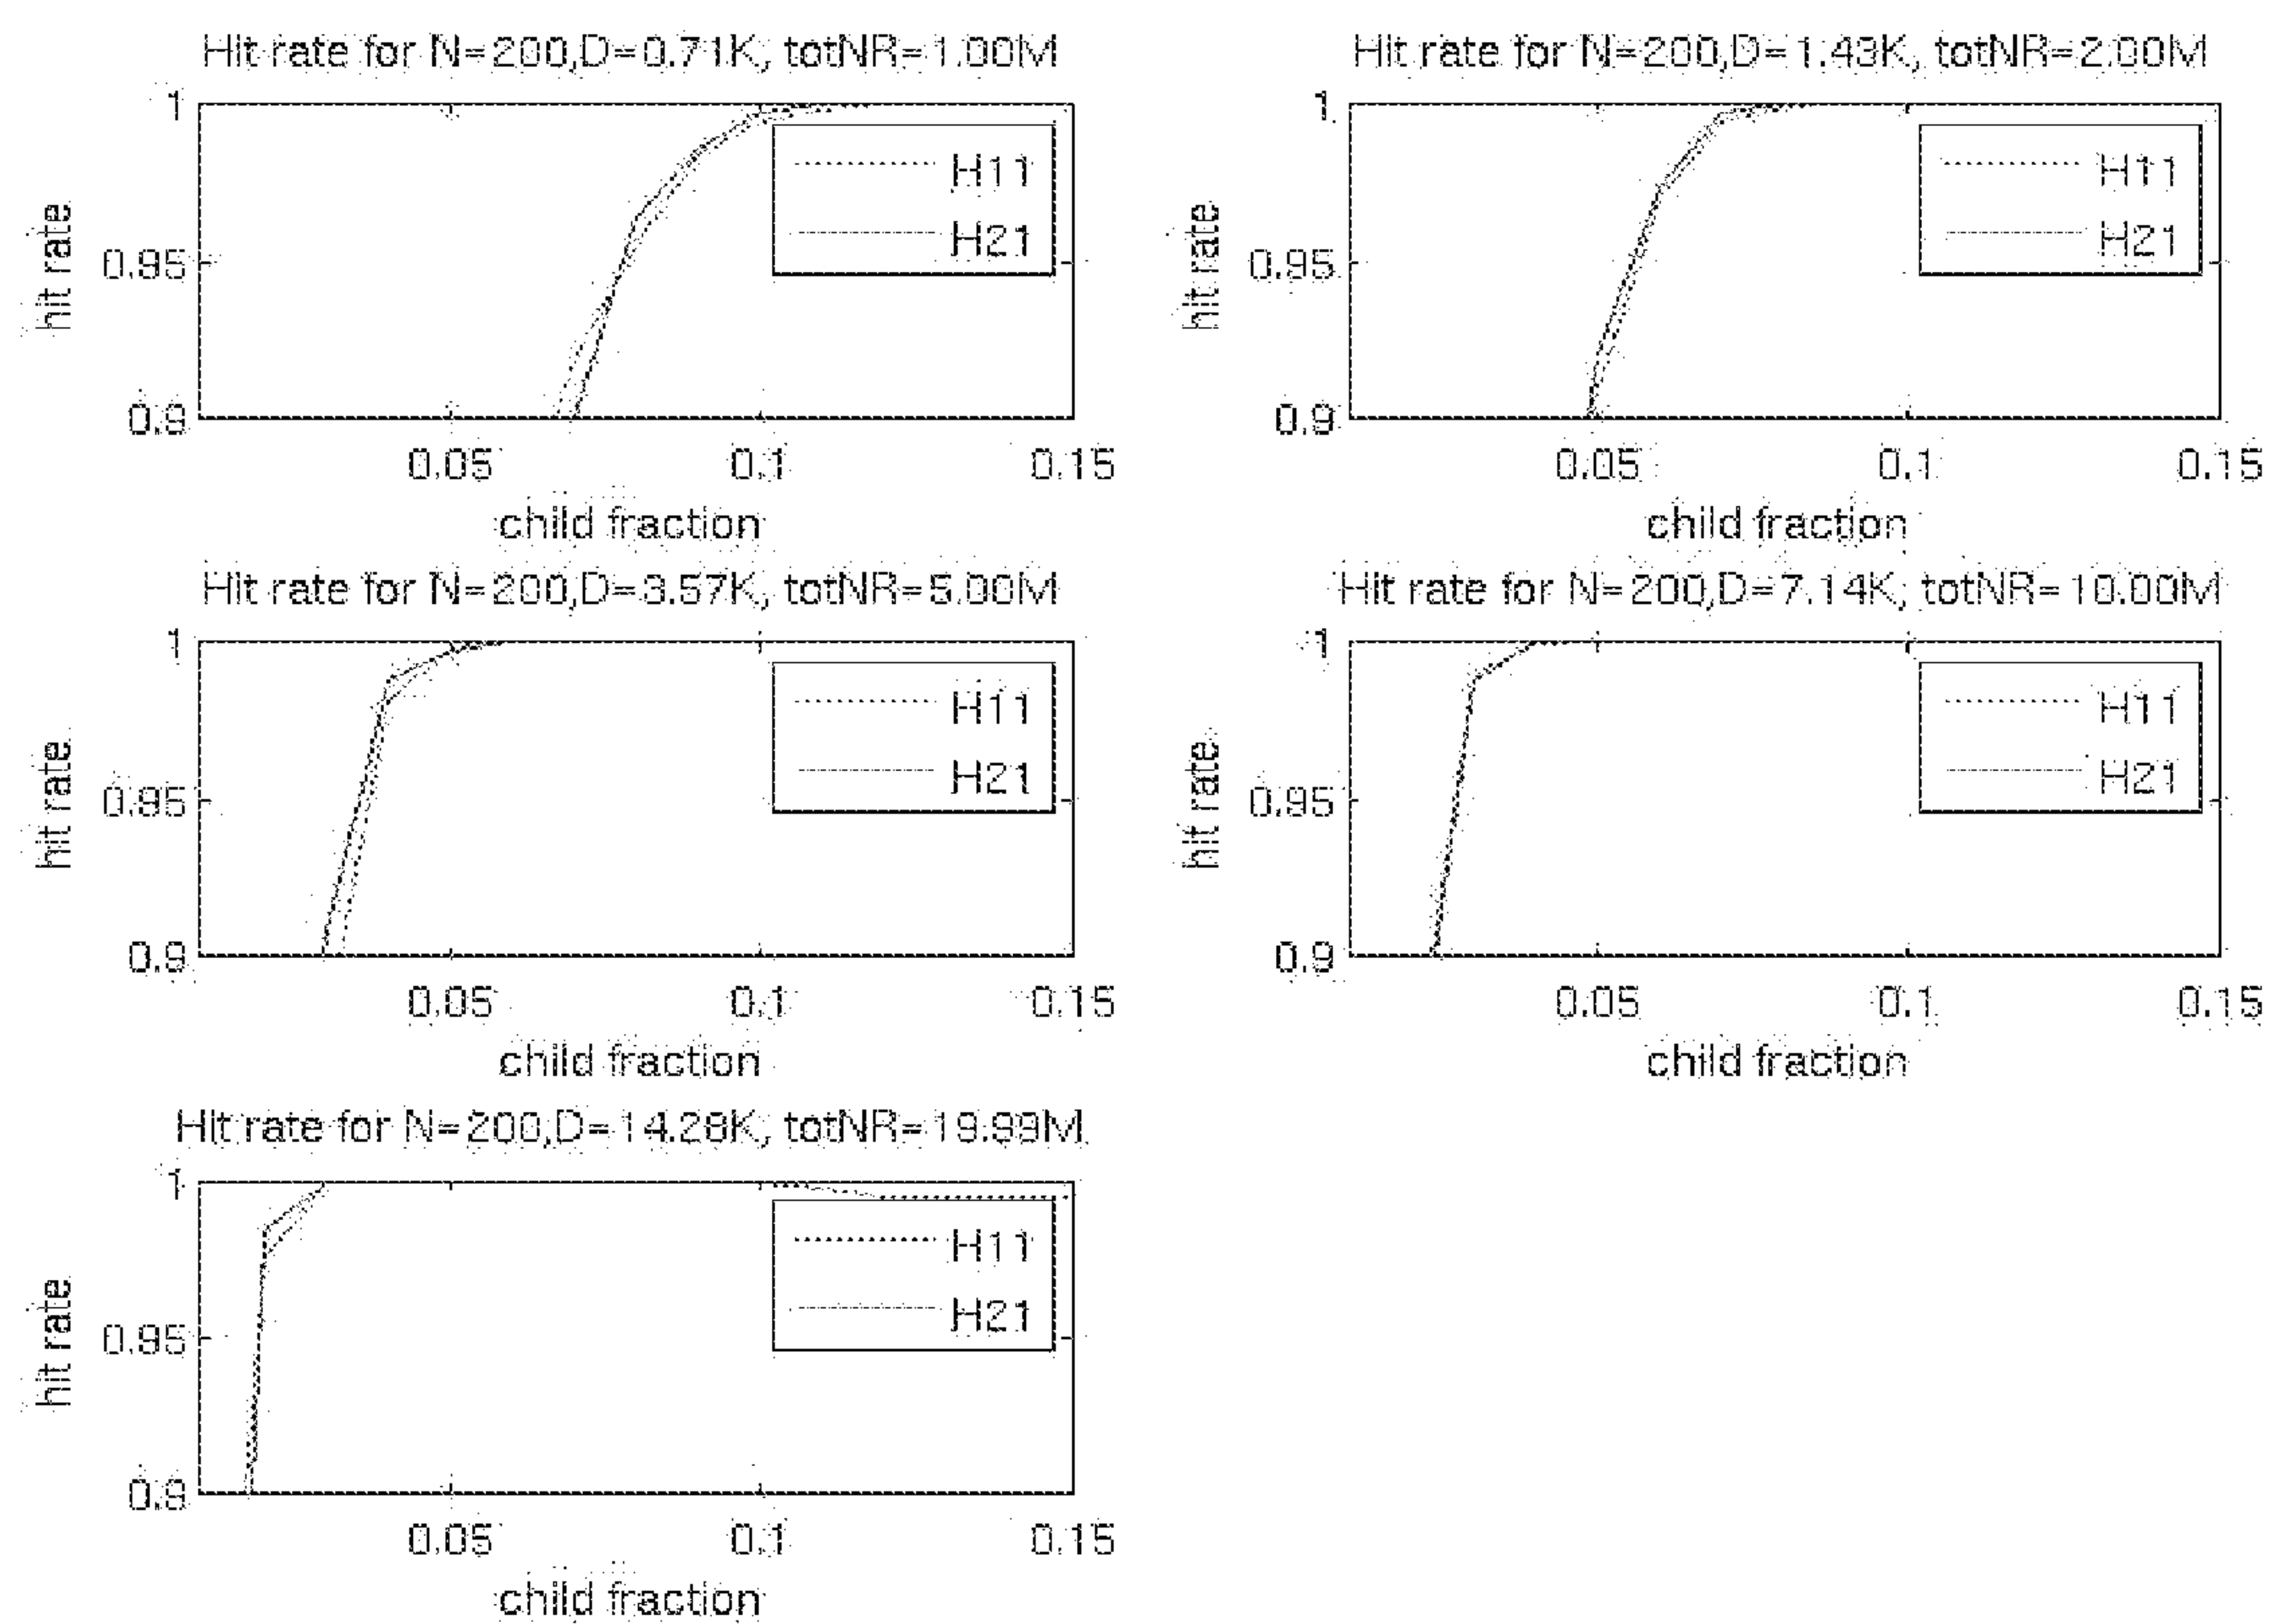 Hit rate for N=200,D=0.71K, totNR=1.00M
1
0.95
0.9
hit rate
H11
H21
0.05
0.1
0.15
child fraction
Hit rate for N=200,D=1.43K, totNR=2.00M
1
0.95
0.9
hit rate
H11
H21
0.05
0.1
0.15
child fraction
Hit rate for N=200,D=3.57K, totNR=5.00M
1
0.95
0.9
hit rate
H11
H21
0.05
0.1
0.15
child fraction
Hit rate for N=200,D=7.14K, totNR=10.00M
1
0.95
0.9
hit rate
H11
H21
0.05
0.1
0.15
child fraction
Hit rate for N=200,D=14.28K, totNR=19.99M
1
0.95
0.9
hit rate
H11
H21
0.05
0.1
0.15
child fraction